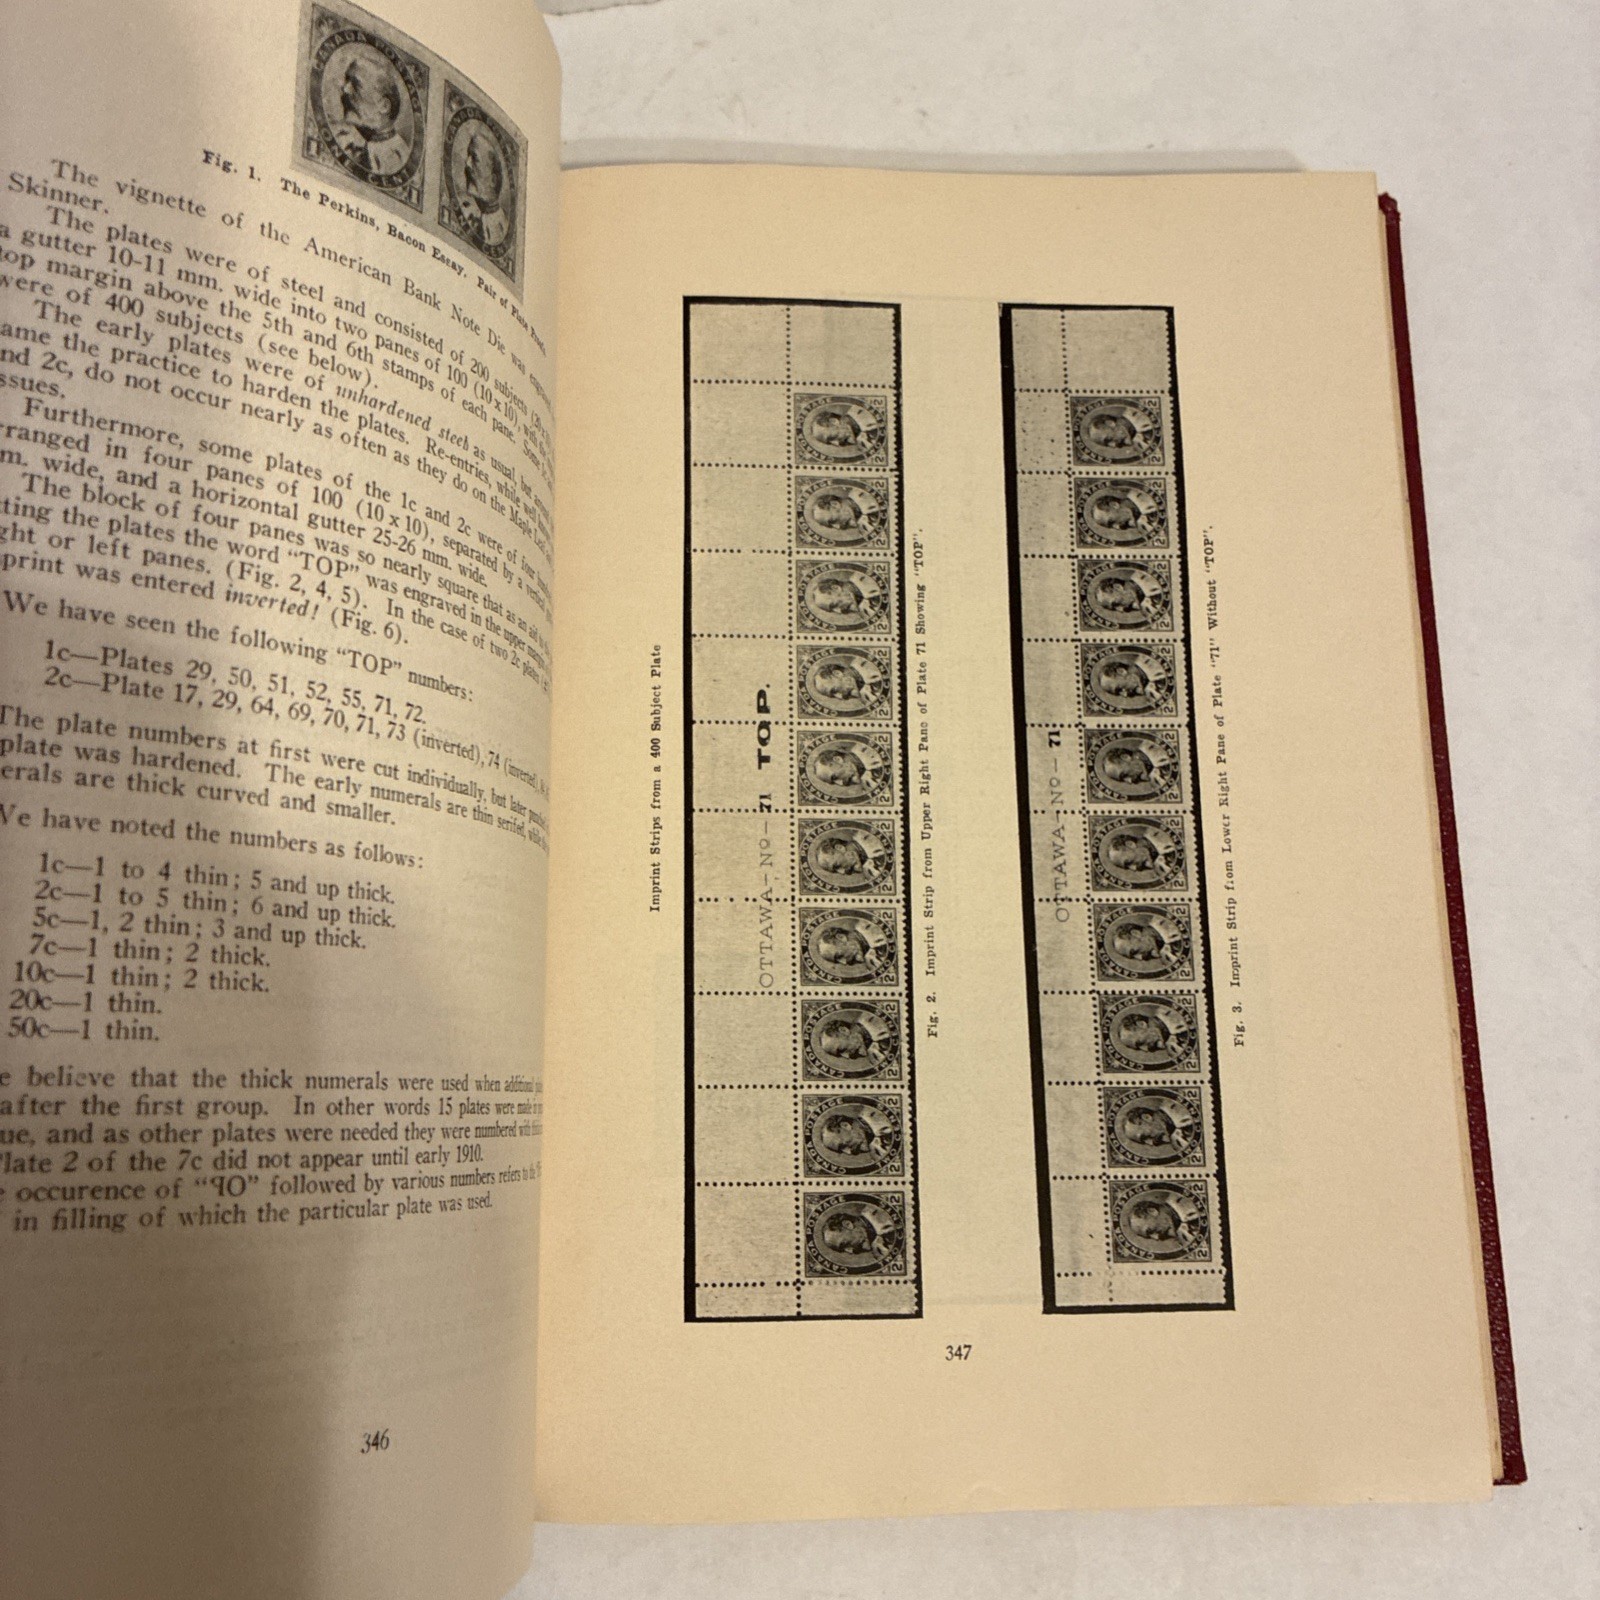 CANADA POSTAGE
ONE CENT
Fig. 1. The Perkins, Bacon Essay. Pair of Plate Proofs
The vignette of the American Bank Note Die was engraved
Skinner.
The plates were of steel and consisted of 200 subjects (20 x
a gutter 10-11 mm. wide into two panes of 100 (10 x 10), with the
top margin above the 5th and 6th stamps of each pane. Some 1c
were of 400 subjects (see below).
The early plates were of unhardened steel as usual, but
ame the practice to harden the plates. Re-entries, while well
nd 2c, do not occur nearly as often as they do on the Maple Leaf
ssues.
Furthermore, some plates of the 1c and 2c were of four
rranged in four panes of 100 (10 x 10), separated by a vertical
m. wide, and a horizontal gutter 25-26 mm. wide.
The block of four panes was so nearly square that as an aid
tting the plates the word "TOP" was engraved in the upper margin
ght or left panes. (Fig. 2, 4, 5). In the case of two 2c plates
print was entered inverted! (Fig. 6).
We have seen the following "TOP" numbers:
1c—Plates 29, 50, 51, 52, 55, 71, 72.
2c—Plate 17, 29, 64, 69, 70, 71, 73 (inverted), 74 (inverted),
The plate numbers at first were cut individually, but later punched
plate was hardened. The early numerals are thin serifed, while
erals are thick curved and smaller.
We have noted the numbers as follows:
1c—1 to 4 thin; 5 and up thick.
2c—1 to 5 thin; 6 and up thick.
5c—1, 2 thin; 3 and up thick.
7c—1 thin; 2 thick.
10c—1 thin; 2 thick.
20c—1 thin.
50c—1 thin.
e believe that the thick numerals were used when additional
after the first group. In other words 15 plates were made
ue, and as other plates were needed they were numbered with
Plate 2 of the 7c did not appear until early 1910.
e occurence of "ꟼO" followed by various numbers refers to the
in filling of which the particular plate was used.
346
Imprint Strips from a 400 Subject Plate
OTTAWA—No—71 TOP.
Fig. 2. Imprint Strip from Upper Right Pane of Plate 71 Showing "TOP".
OTTAWA—No—71
Fig. 3. Imprint Strip from Lower Right Pane of Plate "71" Without "TOP".
347